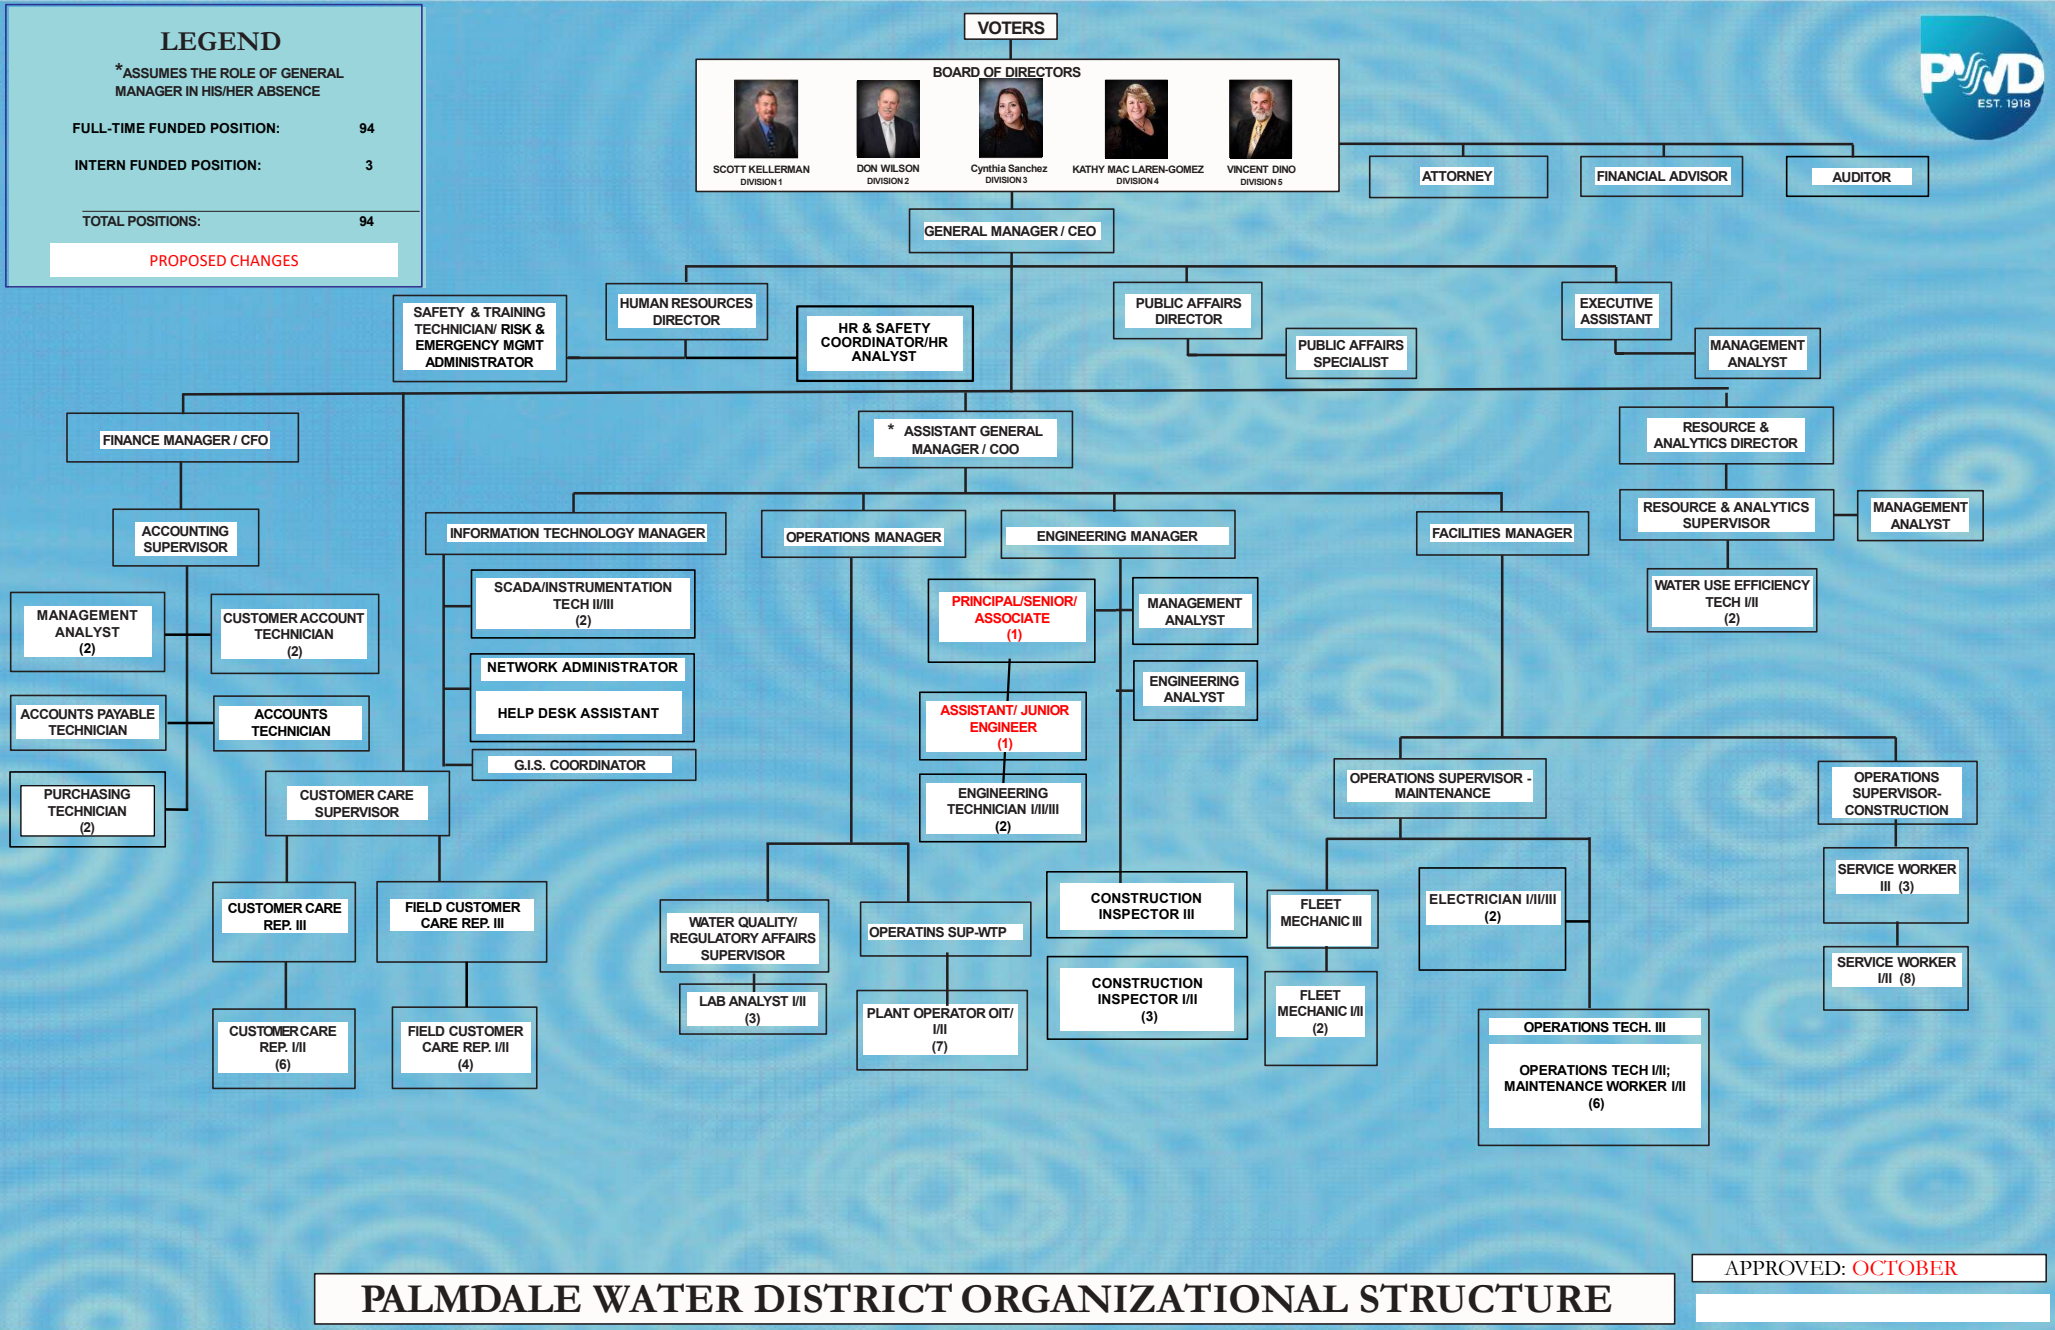 LEGEND
*ASSUMES THE ROLE OF GENERAL
MANAGER IN HIS/HER ABSENCE
FULL-TIME FUNDED POSITION: 94
INTERN FUNDED POSITION: 3
TOTAL POSITIONS: 94
PROPOSED CHANGES
VOTERS
BOARD OF DIRECTORS
SCOTT KELLERMAN
DIVISION 1
DON WILSON
DIVISION 2
Cynthia Sanchez
DIVISION 3
KATHY MAC LAREN-GOMEZ
DIVISION 4
VINCENT DINO
DIVISION 5
PWD
EST. 1918
ATTORNEY
FINANCIAL ADVISOR
AUDITOR
GENERAL MANAGER / CEO
SAFETY & TRAINING
TECHNICIAN/ RISK &
EMERGENCY MGMT
ADMINISTRATOR
HUMAN RESOURCES
DIRECTOR
HR & SAFETY
COORDINATOR/HR
ANALYST
PUBLIC AFFAIRS
DIRECTOR
PUBLIC AFFAIRS
SPECIALIST
EXECUTIVE
ASSISTANT
MANAGEMENT
ANALYST
FINANCE MANAGER / CFO
* ASSISTANT GENERAL
MANAGER / COO
RESOURCE &
ANALYTICS DIRECTOR
ACCOUNTING
SUPERVISOR
INFORMATION TECHNOLOGY MANAGER
OPERATIONS MANAGER
ENGINEERING MANAGER
FACILITIES MANAGER
RESOURCE & ANALYTICS
SUPERVISOR
MANAGEMENT
ANALYST
MANAGEMENT
ANALYST
(2)
CUSTOMER ACCOUNT
TECHNICIAN
(2)
SCADA/INSTRUMENTATION
TECH II/III
(2)
PRINCIPAL/SENIOR/
ASSOCIATE
(1)
MANAGEMENT
ANALYST
WATER USE EFFICIENCY
TECH I/II
(2)
NETWORK ADMINISTRATOR
HELP DESK ASSISTANT
ENGINEERING
ANALYST
ACCOUNTS PAYABLE
TECHNICIAN
ACCOUNTS
TECHNICIAN
ASSISTANT/ JUNIOR
ENGINEER
(1)
G.I.S. COORDINATOR
PURCHASING
TECHNICIAN
(2)
CUSTOMER CARE
SUPERVISOR
ENGINEERING
TECHNICIAN I/II/III
(2)
OPERATIONS SUPERVISOR -
MAINTENANCE
OPERATIONS
SUPERVISOR-
CONSTRUCTION
CUSTOMER CARE
REP. III
FIELD CUSTOMER
CARE REP. III
WATER QUALITY/
REGULATORY AFFAIRS
SUPERVISOR
OPERATINS SUP-WTP
CONSTRUCTION
INSPECTOR III
FLEET
MECHANIC III
ELECTRICIAN I/II/III
(2)
SERVICE WORKER
III (3)
SERVICE WORKER
I/II (8)
CUSTOMER CARE
REP. I/II
(6)
FIELD CUSTOMER
CARE REP. I/II
(4)
LAB ANALYST I/II
(3)
PLANT OPERATOR OIT/
I/II
(7)
CONSTRUCTION
INSPECTOR I/II
(3)
FLEET
MECHANIC I/II
(2)
OPERATIONS TECH. III
OPERATIONS TECH I/II;
MAINTENANCE WORKER I/II
(6)
APPROVED: OCTOBER
PALMDALE WATER DISTRICT ORGANIZATIONAL STRUCTURE